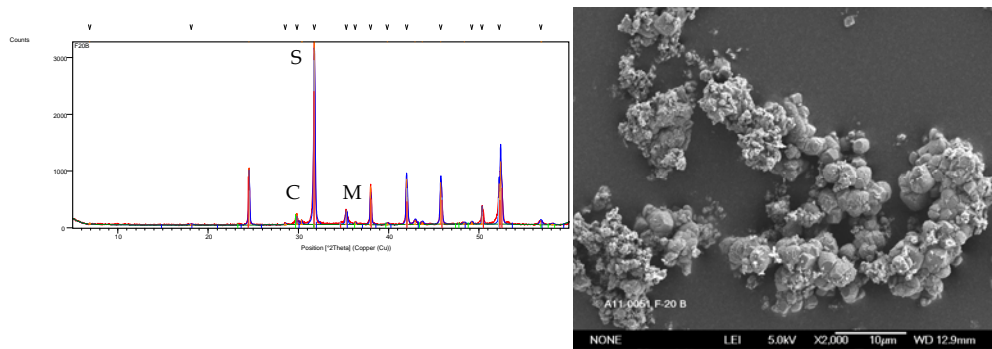 Counts
F20B
S
3000
2000
1000
C
M
0
10
20
30
40
50
Position [°2Theta] (Copper (Cu))
A11 0051 F-20 B
NONE LEI 5.0kV X2,000 10µm WD 12.9mm